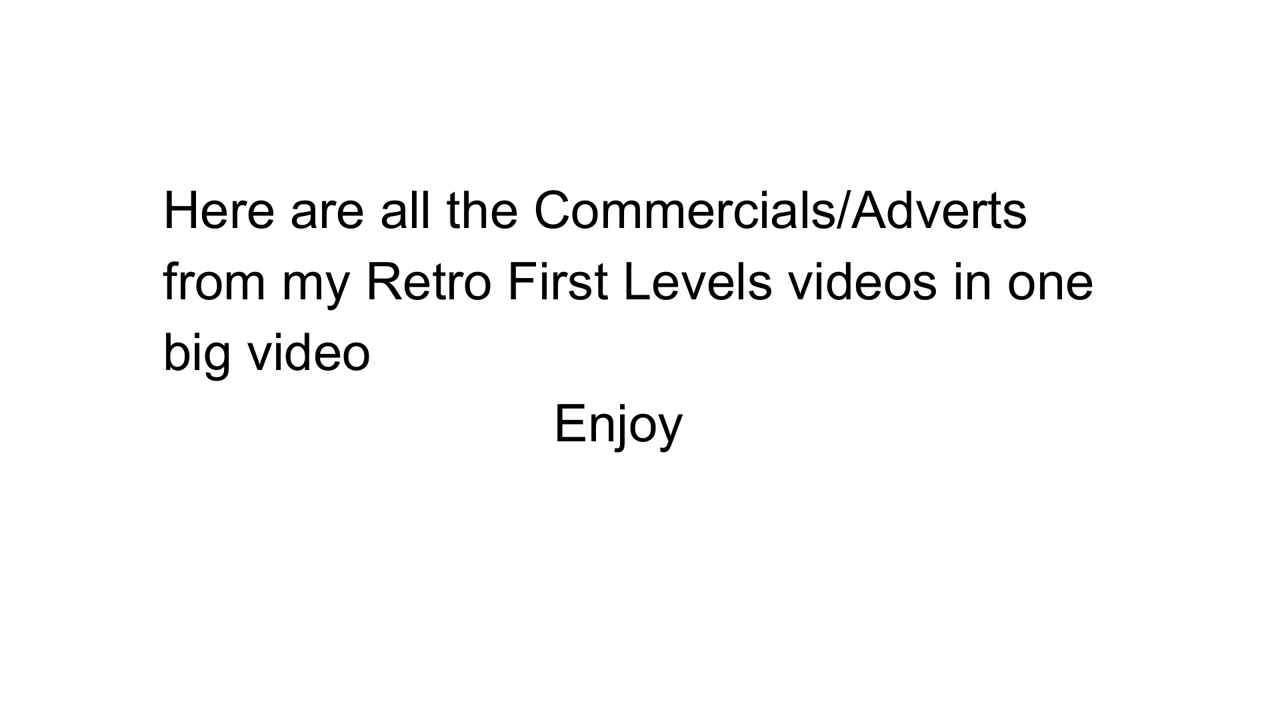 Here are all the Commercials/Adverts
from my Retro First Levels videos in one
big video
Enjoy